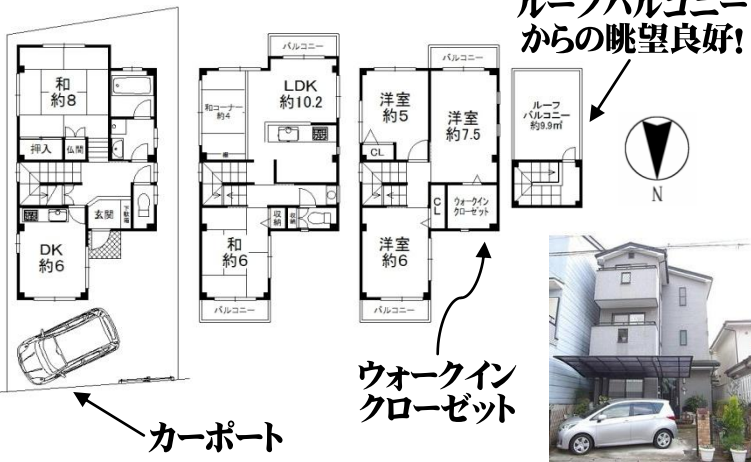 ルーフバルコニー
からの眺望良好!
バルコニー
バルコニー
和
約8
LDK
約10.2
和コーナー
約4
洋室
約5
洋室
約7.5
ルーフ
バルコニー
約9.9㎡
押入
仏間
CL
N
玄関
下駄箱
収納
収納
CL
ウォークイン
クローゼット
DK
約6
和
約6
洋室
約6
バルコニー
バルコニー
ウォークイン
クローゼット
カーポート